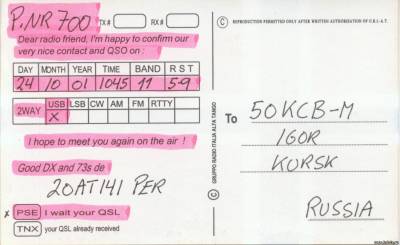 P.NR 700 TX# RX#
© REPRODUCTION PERMITTED ONLY AFTER WRITTEN AUTHORIZATION OF G.R.I.-A.T.
Dear radio friend, I'm happy to confirm our
very nice contact and QSO on :
DAY MONTH YEAR TIME BAND R S T
24 10 01 1045 11 5-9
2WAY USB LSB CW AM FM RTTY
X
I hope to meet you again on the air !
Good DX and 73s de
20AT141 PER
X PSE I wait your QSL
TNX your QSL already received
© GRUPPO RADIO ITALIA ALFA TANGO
To 50KCB-M
IGOR
KURSK
RUSSIA